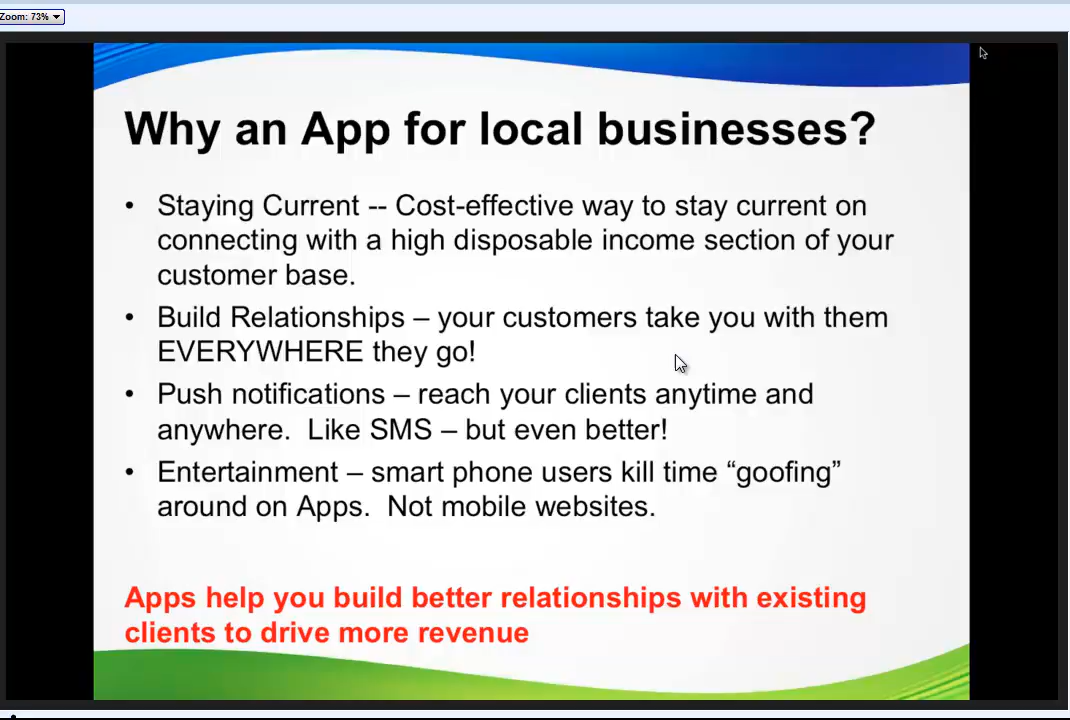 Zoom: 73%
Why an App for local businesses?
• Staying Current -- Cost-effective way to stay current on
connecting with a high disposable income section of your
customer base.
• Build Relationships – your customers take you with them
EVERYWHERE they go!
• Push notifications – reach your clients anytime and
anywhere.  Like SMS – but even better!
• Entertainment – smart phone users kill time “goofing”
around on Apps.  Not mobile websites.
Apps help you build better relationships with existing
clients to drive more revenue